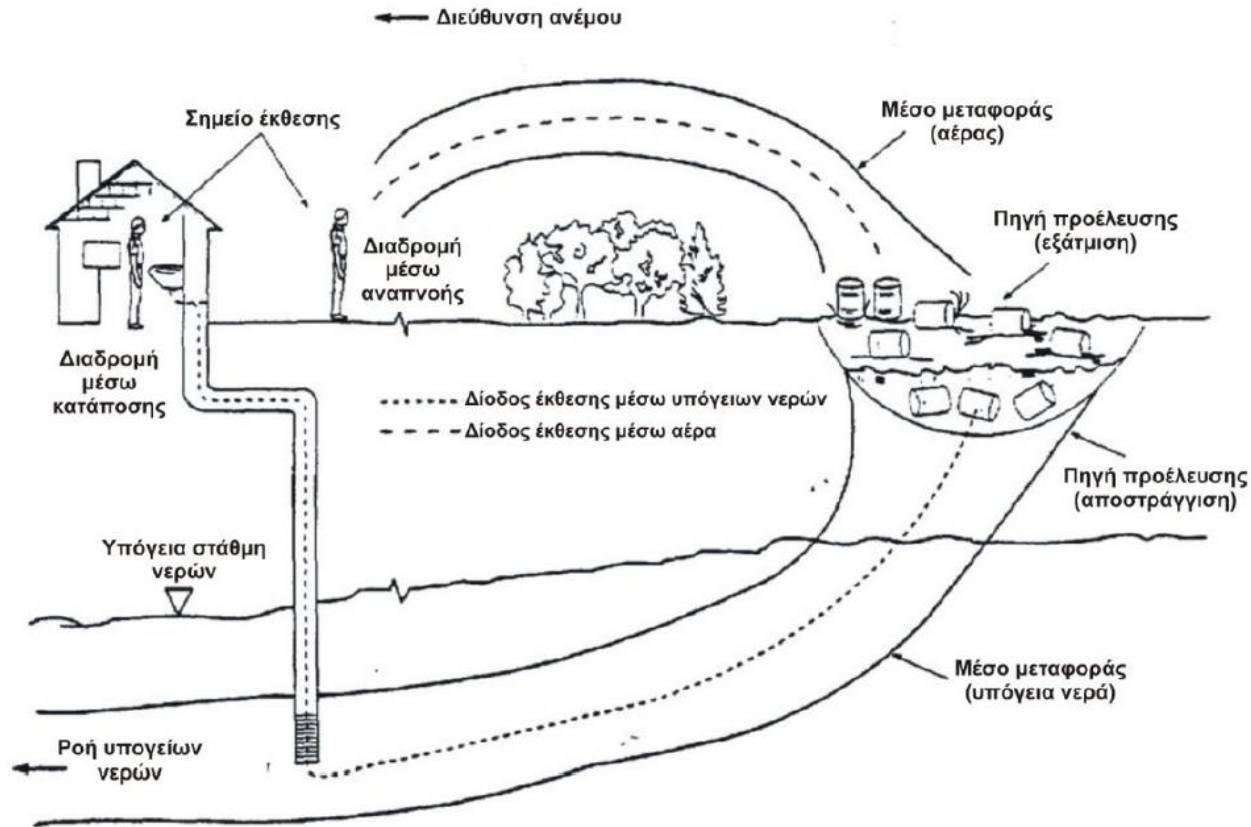 Διεύθυνση ανέμου
Σημείο έκθεσης
Μέσο μεταφοράς
(αέρας)
Πηγή προέλευσης
(εξάτμιση)
Διαδρομή
μέσω
αναπνοής
Διαδρομή
μέσω
κατάποσης
Δίοδος έκθεσης μέσω υπόγειων νερών
Δίοδος έκθεσης μέσω αέρα
Πηγή προέλευσης
(αποστράγγιση)
Υπόγεια στάθμη
νερών
Μέσο μεταφοράς
(υπόγεια νερά)
Ροή υπογείων
νερών